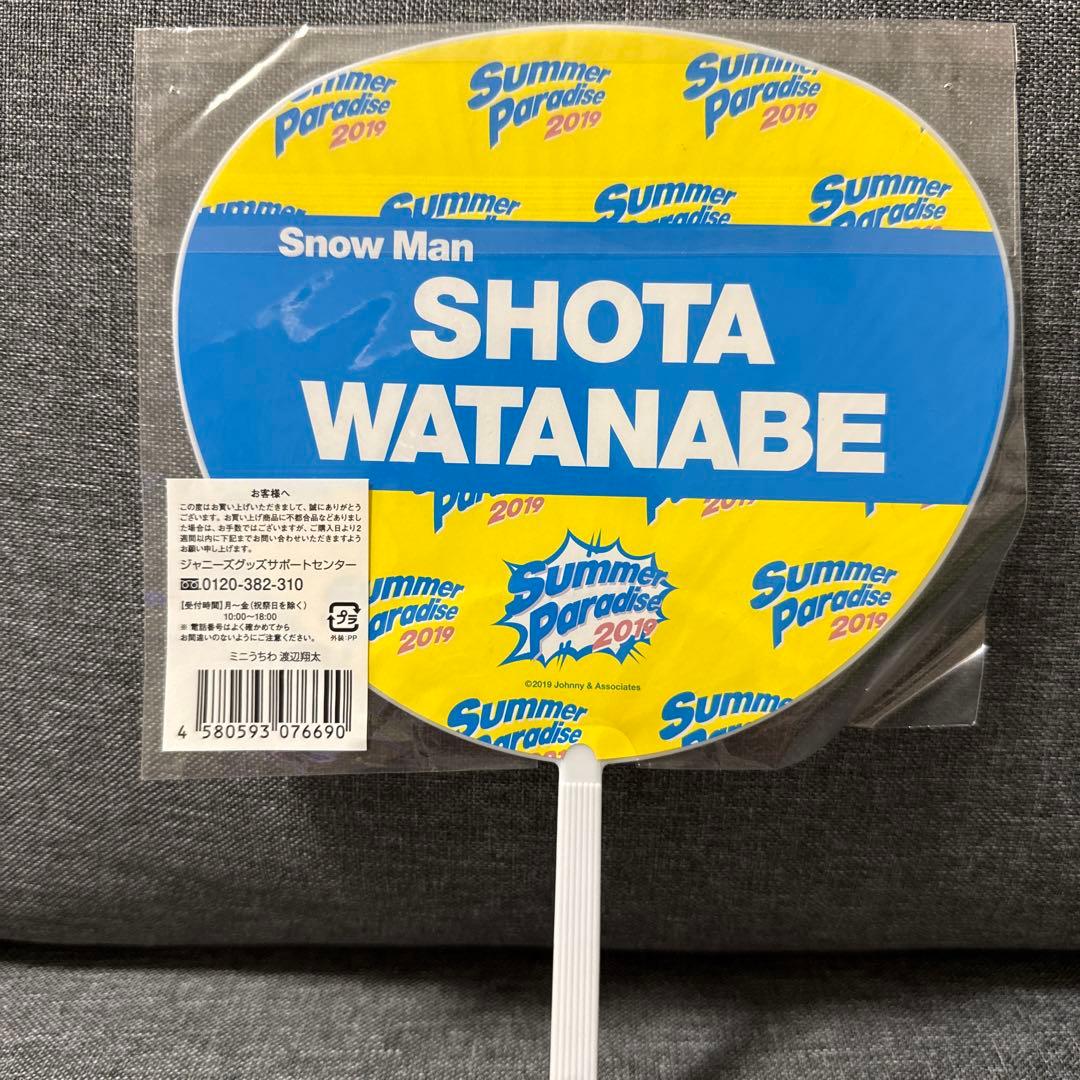 Summer
Paradise
2019
Summer
Paradise
2019
Summer
Paradise
2019
Summer
Summer
Summer
Paradise
Summer
Paradise
Snow Man
SHOTA
WATANABE
2019
2019
お客様へ
この度はお買い上げいただきまして、誠にありがとう
ございます。お買い上げ商品に不都合品などありまし
た場合は、お手数ではございますが、ご購入日より2
週間以内に下記までお問い合わせいただきますよう
お願い申し上げます。
ジャニーズグッズサポートセンター
0120-382-310
【受付時間】月～金(祝祭日を除く)
10:00～18:00
※ 電話番号はよく確かめてから
お間違いのないようにご注意ください。
プラ
外装:PP
ミニうちわ 渡辺翔太
4 580593 076690
Summer
Paradise
2019
Summer
Paradise
2019
Summer
Paradise
2019
©2019 Johnny & Associates
Summer
Paradise
Summer